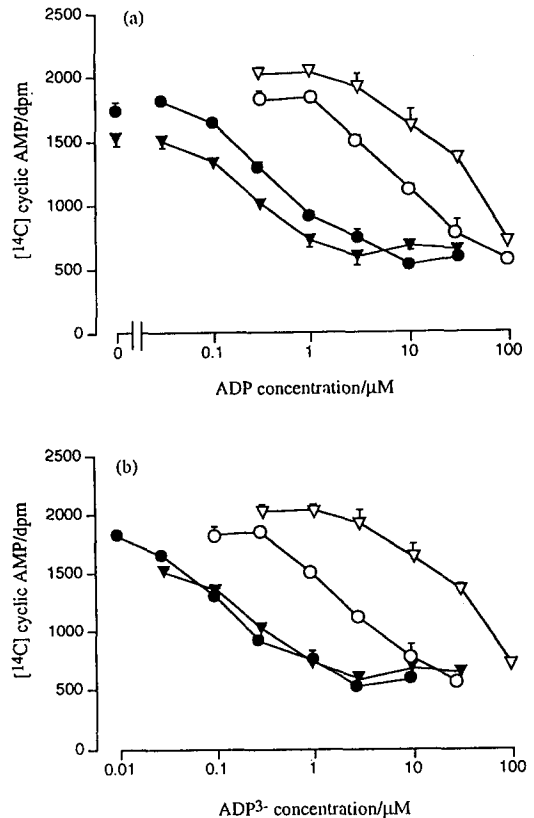 (a)
[¹⁴C] cyclic AMP/dpm
2500
2000
1500
1000
500
0
0 0.1 1 10 100
ADP concentration/μM
(b)
[¹⁴C] cyclic AMP/dpm
2500
2000
1500
1000
500
0
0.01 0.1 1 10 100
ADP³⁻ concentration/μM